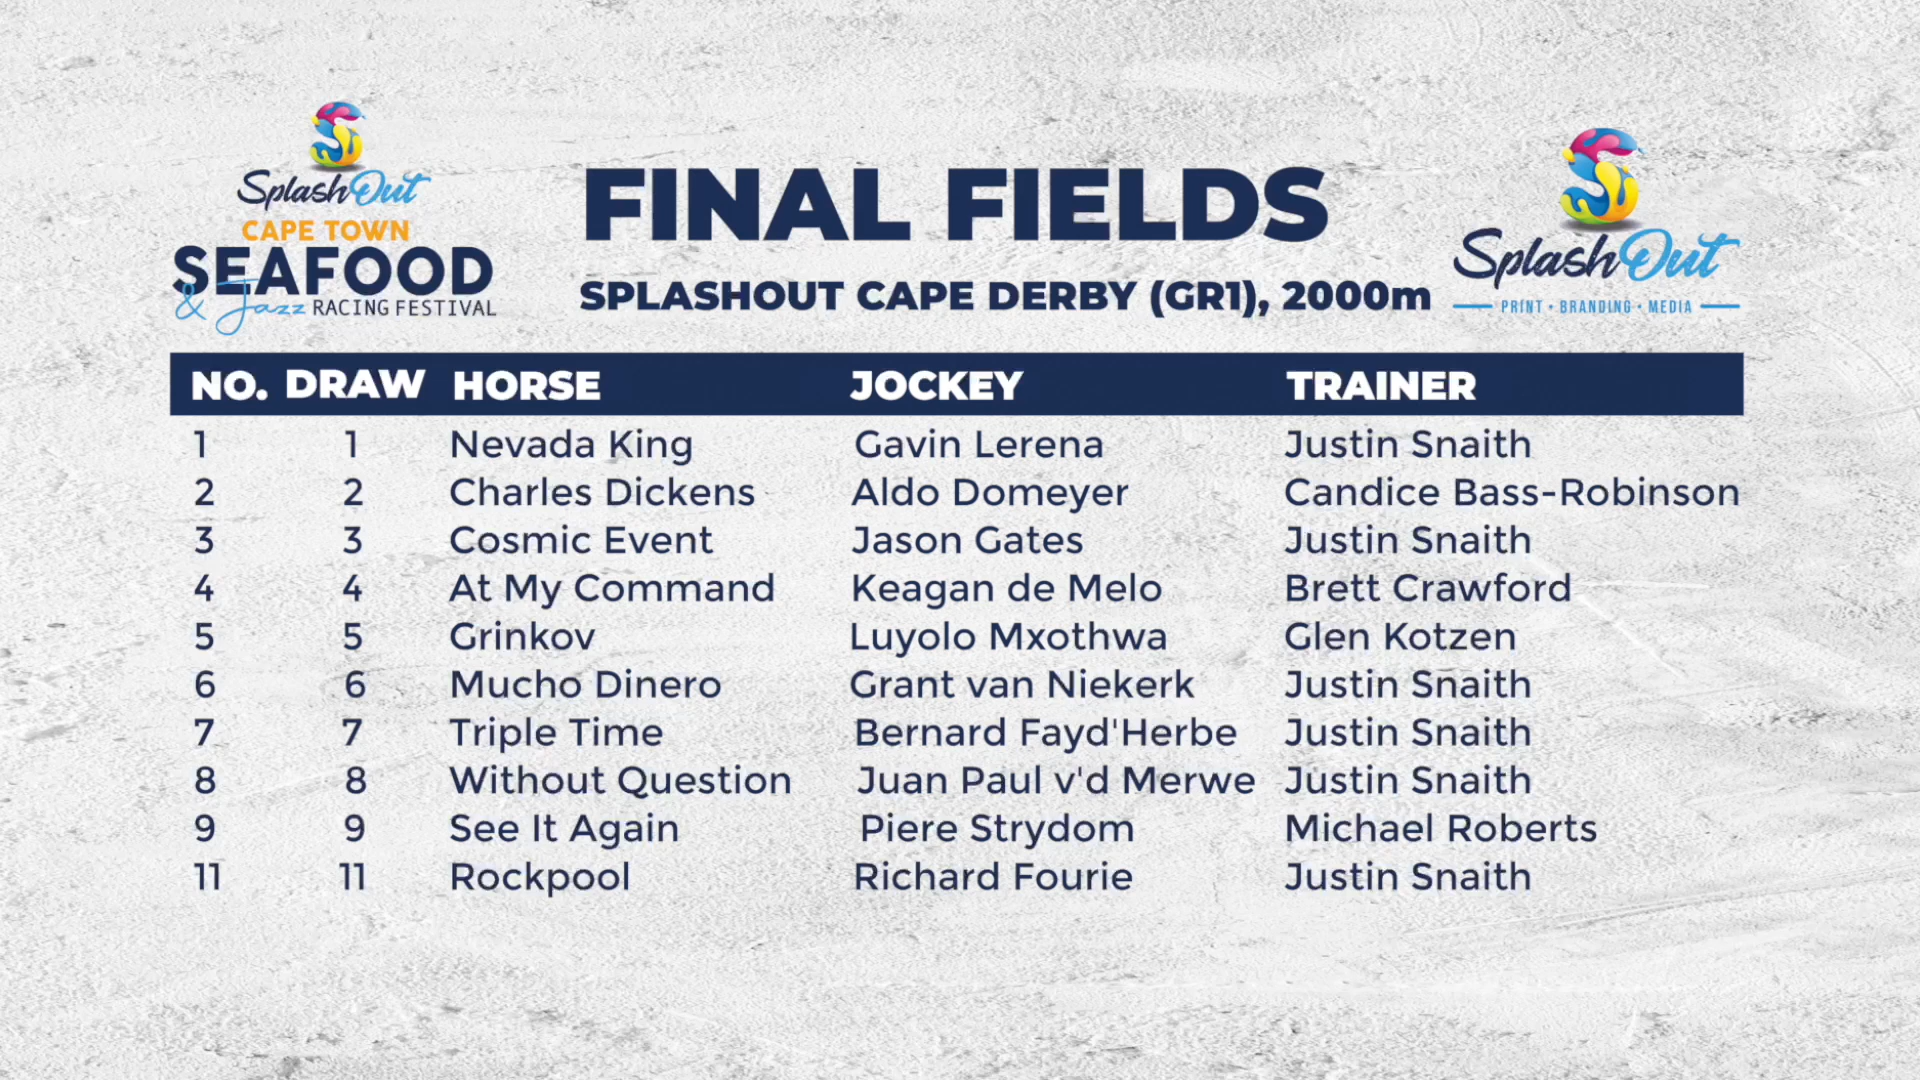 SplashOut
CAPE TOWN
SEAFOOD
& Jazz RACING FESTIVAL
FINAL FIELDS
SPLASHOUT CAPE DERBY (GR1), 2000m
SplashOut
PRINT • BRANDING • MEDIA
NO. DRAW HORSE JOCKEY TRAINER
1 1 Nevada King Gavin Lerena Justin Snaith
2 2 Charles Dickens Aldo Domeyer Candice Bass-Robinson
3 3 Cosmic Event Jason Gates Justin Snaith
4 4 At My Command Keagan de Melo Brett Crawford
5 5 Grinkov Luyolo Mxothwa Glen Kotzen
6 6 Mucho Dinero Grant van Niekerk Justin Snaith
7 7 Triple Time Bernard Fayd'Herbe Justin Snaith
8 8 Without Question Juan Paul v'd Merwe Justin Snaith
9 9 See It Again Piere Strydom Michael Roberts
11 11 Rockpool Richard Fourie Justin Snaith